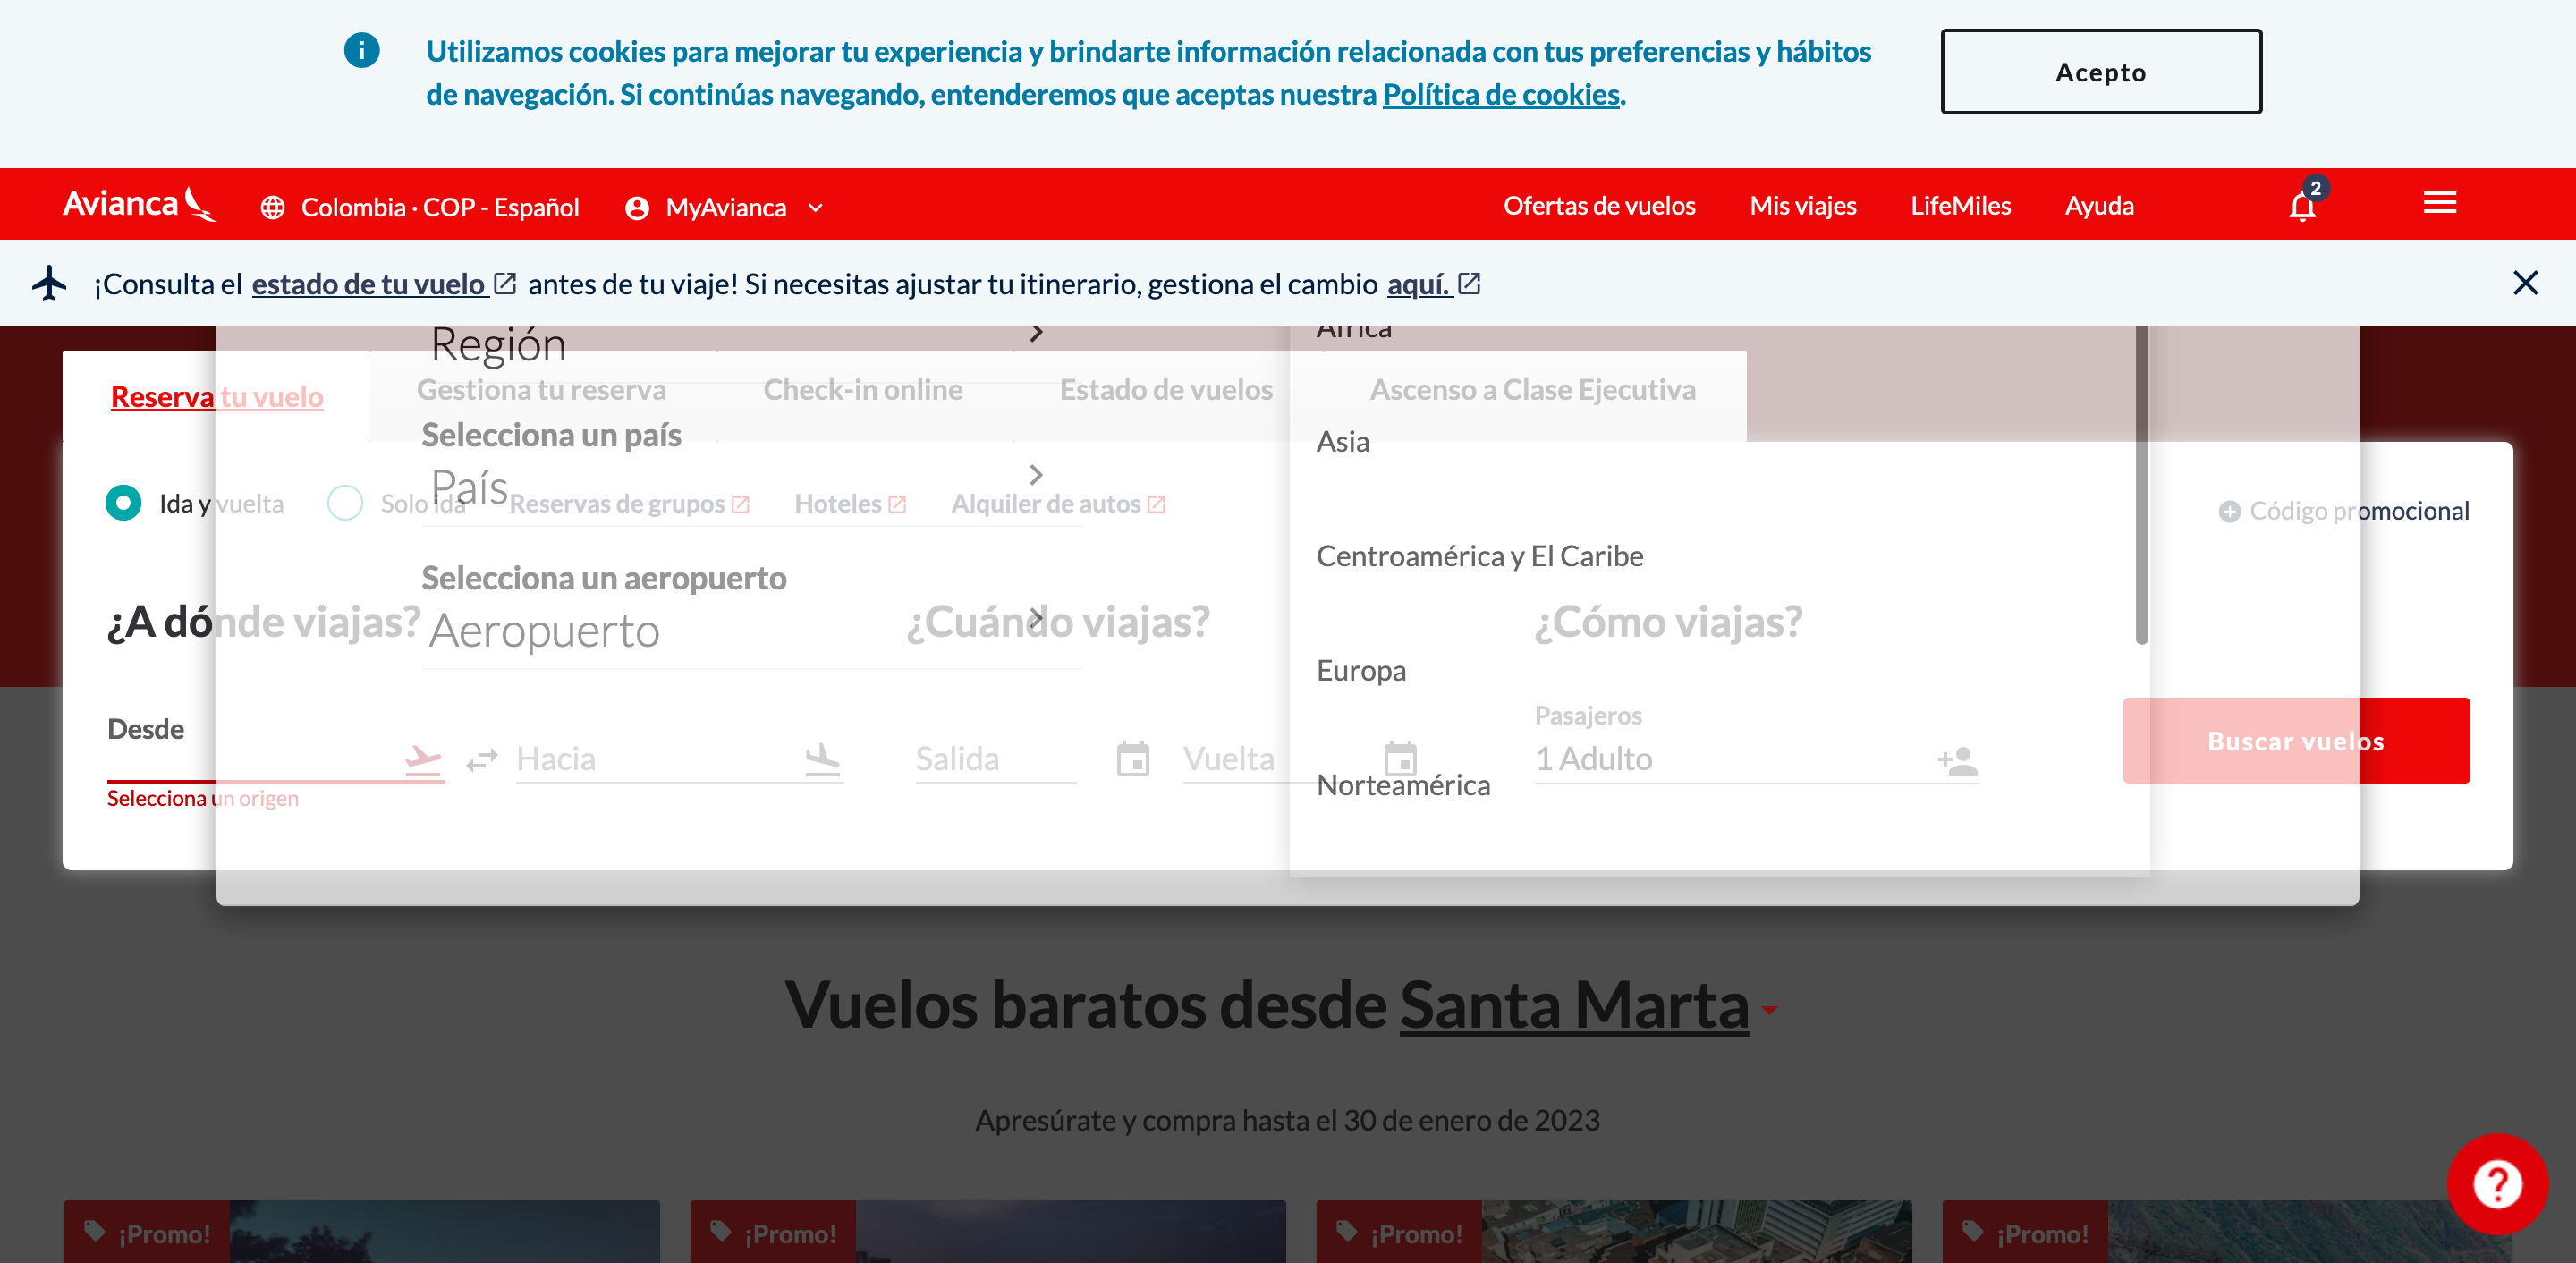 Utilizamos cookies para mejorar tu experiencia y brindarte información relacionada con tus preferencias y hábitos
de navegación. Si continúas navegando, entenderemos que aceptas nuestra Política de cookies.
Acepto
Avianca
Colombia · COP - Español
MyAvianca
Ofertas de vuelos
Mis viajes
LifeMiles
Ayuda
2
¡Consulta el estado de tu vuelo antes de tu viaje! Si necesitas ajustar tu itinerario, gestiona el cambio aquí.
Región
África
Reserva tu vuelo
Gestiona tu reserva
Check-in online
Estado de vuelos
Ascenso a Clase Ejecutiva
Selecciona un país
Asia
País
Ida y vuelta
Solo ida
Reservas de grupos
Hoteles
Alquiler de autos
Código promocional
Centroamérica y El Caribe
Selecciona un aeropuerto
¿A dónde viajas?
Aeropuerto
¿Cuándo viajas?
¿Cómo viajas?
Europa
Desde
Pasajeros
Hacia
Salida
Vuelta
1 Adulto
Buscar vuelos
Norteamérica
Selecciona un origen
Vuelos baratos desde Santa Marta
Apresúrate y compra hasta el 30 de enero de 2023
¡Promo!
¡Promo!
¡Promo!
¡Promo!